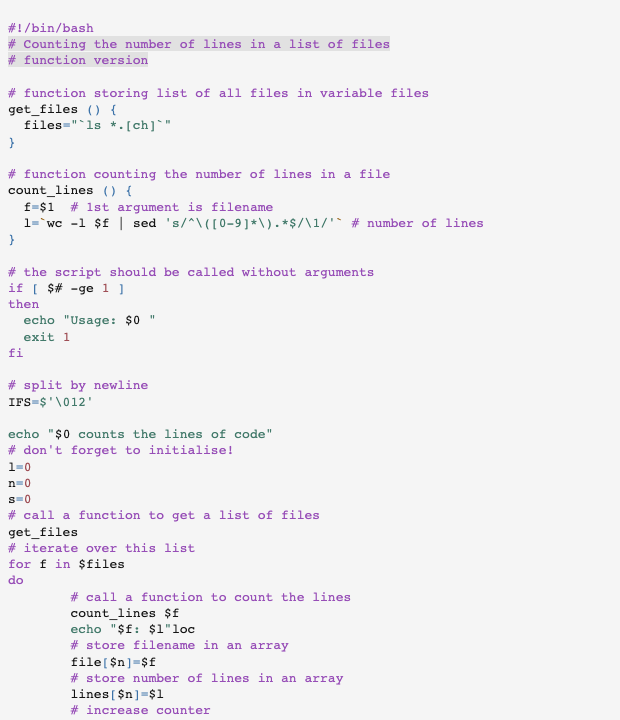 #!/bin/bash
# Counting the number of lines in a list of files
# function version

# function storing list of all files in variable files
get_files () {
  files="`ls *.[ch]`"
}

# function counting the number of lines in a file
count_lines () {
  f=$1  # 1st argument is filename
  l=`wc -l $f | sed 's/^\([0-9]*\).*$/\1/'` # number of lines
}

# the script should be called without arguments
if [ $# -ge 1 ]
then
  echo "Usage: $0 "
  exit 1
fi

# split by newline
IFS=$'\012'

echo "$0 counts the lines of code"
# don't forget to initialise!
l=0
n=0
s=0
# call a function to get a list of files
get_files
# iterate over this list
for f in $files
do
        # call a function to count the lines
        count_lines $f
        echo "$f: $l"loc
        # store filename in an array
        file[$n]=$f
        # store number of lines in an array
        lines[$n]=$l
        # increase counter